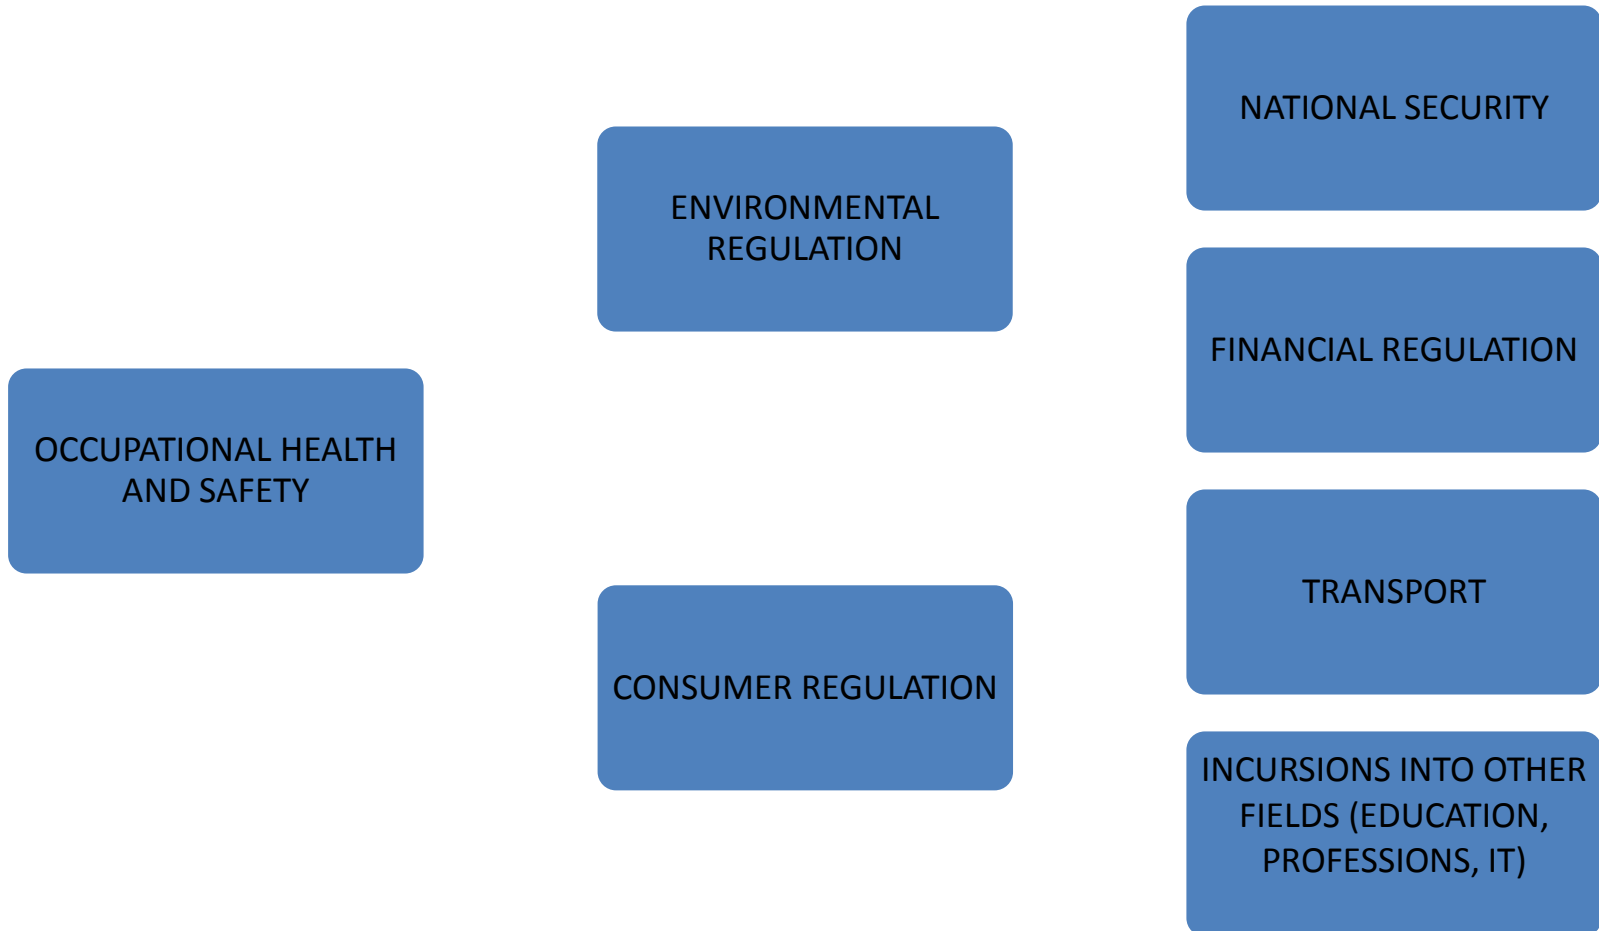 OCCUPATIONAL HEALTH
AND SAFETY
ENVIRONMENTAL
REGULATION
CONSUMER REGULATION
NATIONAL SECURITY
FINANCIAL REGULATION
TRANSPORT
INCURSIONS INTO OTHER
FIELDS (EDUCATION,
PROFESSIONS, IT)